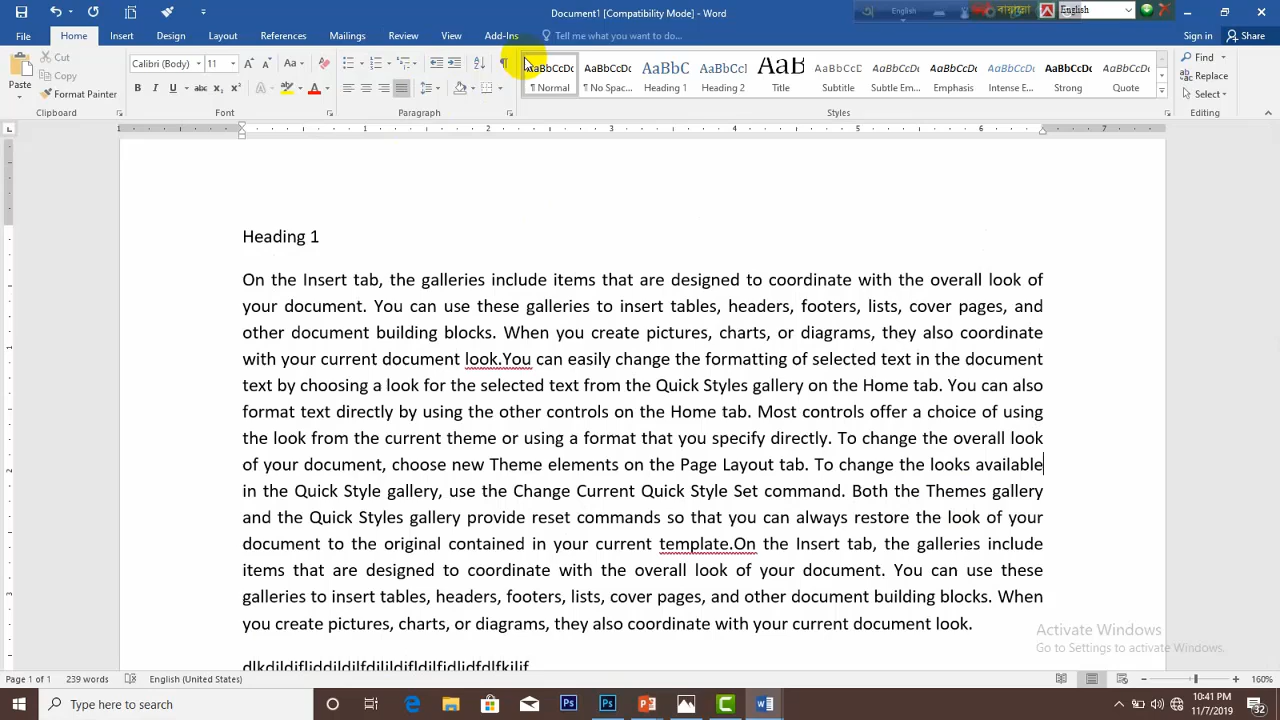 Document1 [Compatibility Mode] - Word
English
File Home Insert Design Layout References Mailings Review View Add-Ins Tell me what you want to do... Sign in Share
Paste
Cut
Copy
Format Painter
Clipboard
Calibri (Body) 11
Font
Paragraph
AaBbCcDc AaBbCcDc AaBbC AaBbCcI AaB AaBbCcD AaBbCcDc AaBbCcDc AaBbCcDc AaBbCcDc AaBbCcDc
¶ Normal ¶ No Spac... Heading 1 Heading 2 Title Subtitle Subtle Em... Emphasis Intense E... Strong Quote
Styles
Find
Replace
Select
Editing
1 1 2 3 4 5 6 7
Heading 1
On the Insert tab, the galleries include items that are designed to coordinate with the overall look of
your document. You can use these galleries to insert tables, headers, footers, lists, cover pages, and
other document building blocks. When you create pictures, charts, or diagrams, they also coordinate
with your current document look.You can easily change the formatting of selected text in the document
text by choosing a look for the selected text from the Quick Styles gallery on the Home tab. You can also
format text directly by using the other controls on the Home tab. Most controls offer a choice of using
the look from the current theme or using a format that you specify directly. To change the overall look
of your document, choose new Theme elements on the Page Layout tab. To change the looks available
in the Quick Style gallery, use the Change Current Quick Style Set command. Both the Themes gallery
and the Quick Styles gallery provide reset commands so that you can always restore the look of your
document to the original contained in your current template.On the Insert tab, the galleries include
items that are designed to coordinate with the overall look of your document. You can use these
galleries to insert tables, headers, footers, lists, cover pages, and other document building blocks. When
you create pictures, charts, or diagrams, they also coordinate with your current document look.
Activate Windows
Go to Settings to activate Windows.
Page 1 of 1 239 words English (United States) 160%
Type here to search
10:41 PM
11/7/2019
32